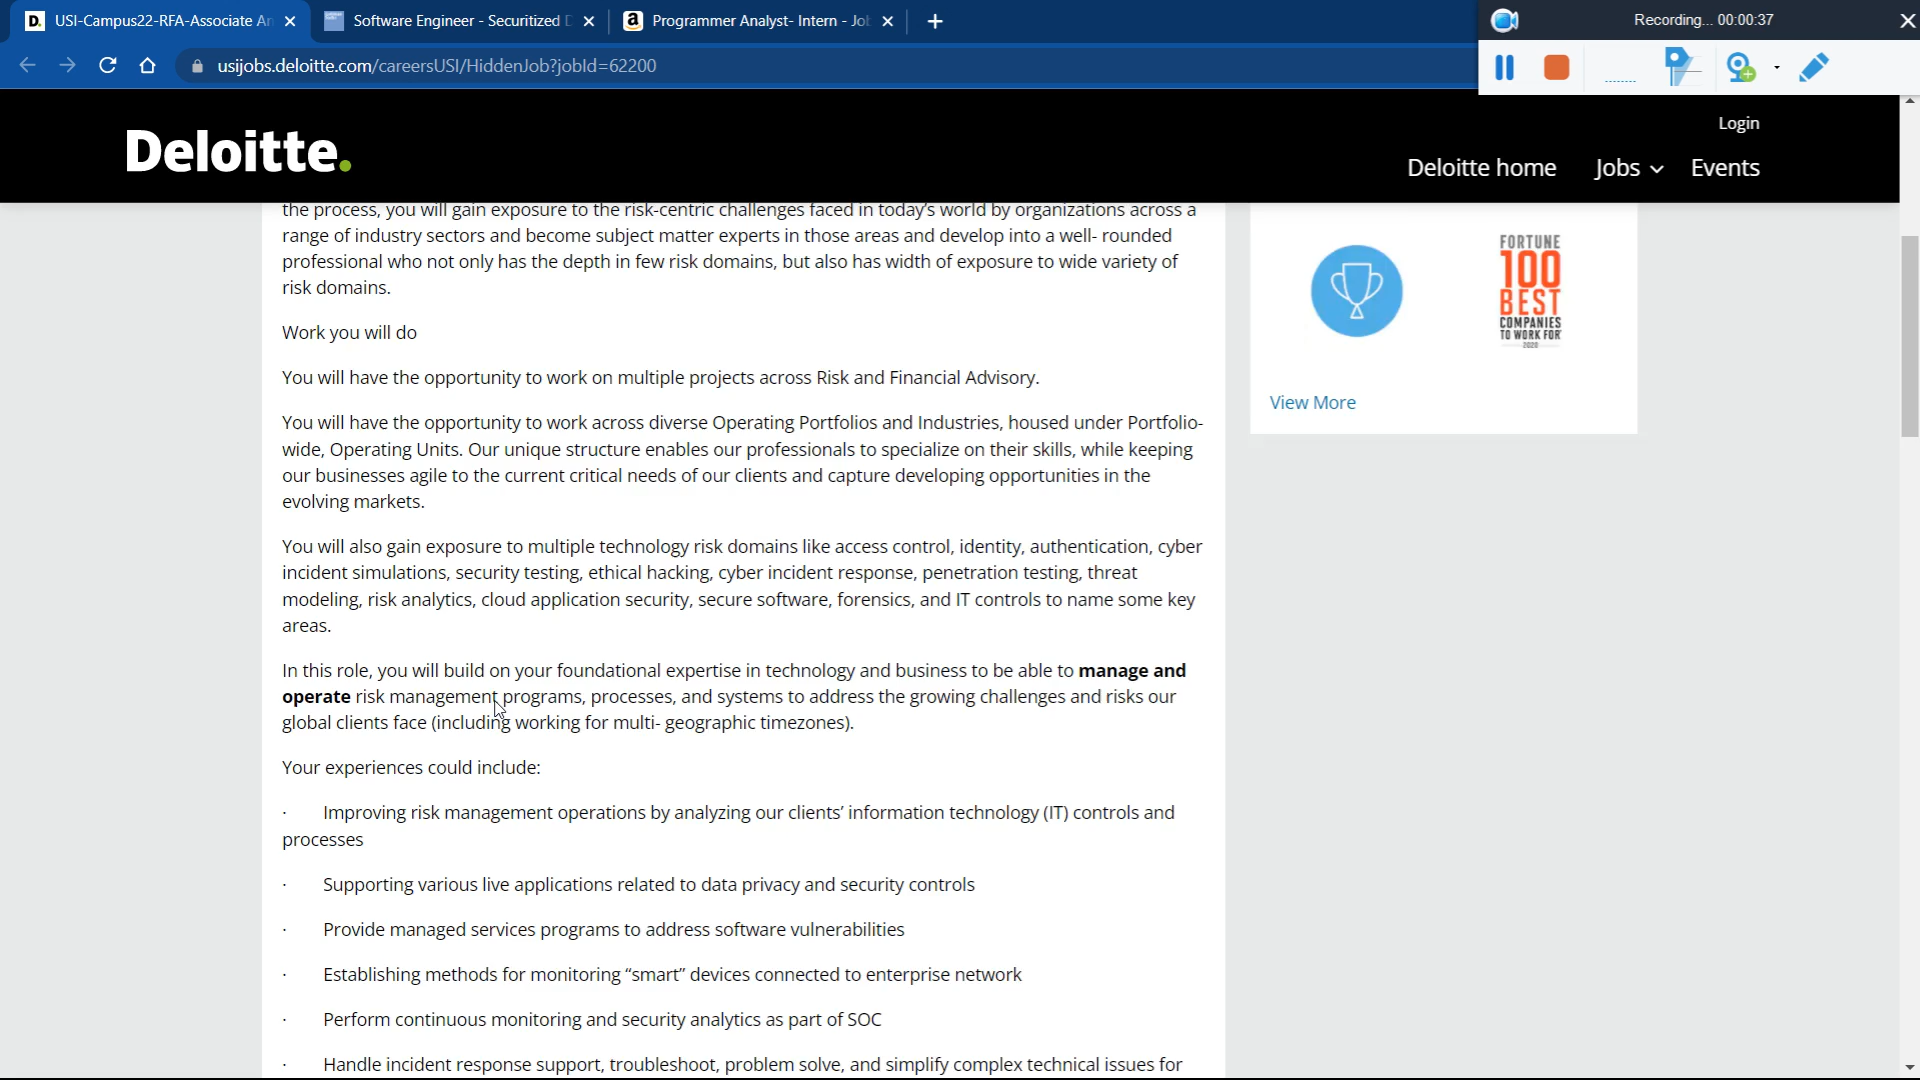 USI-Campus22-RFA-Associate An
Software Engineer - Securitized D
Programmer Analyst- Intern - Job
Recording... 00:00:37
usijobs.deloitte.com/careersUSI/HiddenJob?jobId=62200
Login
Deloitte.
Deloitte home
Jobs
Events
the process, you will gain exposure to the risk-centric challenges faced in today's world by organizations across a
range of industry sectors and become subject matter experts in those areas and develop into a well- rounded
professional who not only has the depth in few risk domains, but also has width of exposure to wide variety of
risk domains.
FORTUNE
100
BEST
COMPANIES
TO WORK FOR
2020
View More
Work you will do
You will have the opportunity to work on multiple projects across Risk and Financial Advisory.
You will have the opportunity to work across diverse Operating Portfolios and Industries, housed under Portfolio-
wide, Operating Units. Our unique structure enables our professionals to specialize on their skills, while keeping
our businesses agile to the current critical needs of our clients and capture developing opportunities in the
evolving markets.
You will also gain exposure to multiple technology risk domains like access control, identity, authentication, cyber
incident simulations, security testing, ethical hacking, cyber incident response, penetration testing, threat
modeling, risk analytics, cloud application security, secure software, forensics, and IT controls to name some key
areas.
In this role, you will build on your foundational expertise in technology and business to be able to manage and
operate risk management programs, processes, and systems to address the growing challenges and risks our
global clients face (including working for multi- geographic timezones).
Your experiences could include:
· Improving risk management operations by analyzing our clients' information technology (IT) controls and
processes
· Supporting various live applications related to data privacy and security controls
· Provide managed services programs to address software vulnerabilities
· Establishing methods for monitoring “smart” devices connected to enterprise network
· Perform continuous monitoring and security analytics as part of SOC
· Handle incident response support, troubleshoot, problem solve, and simplify complex technical issues for